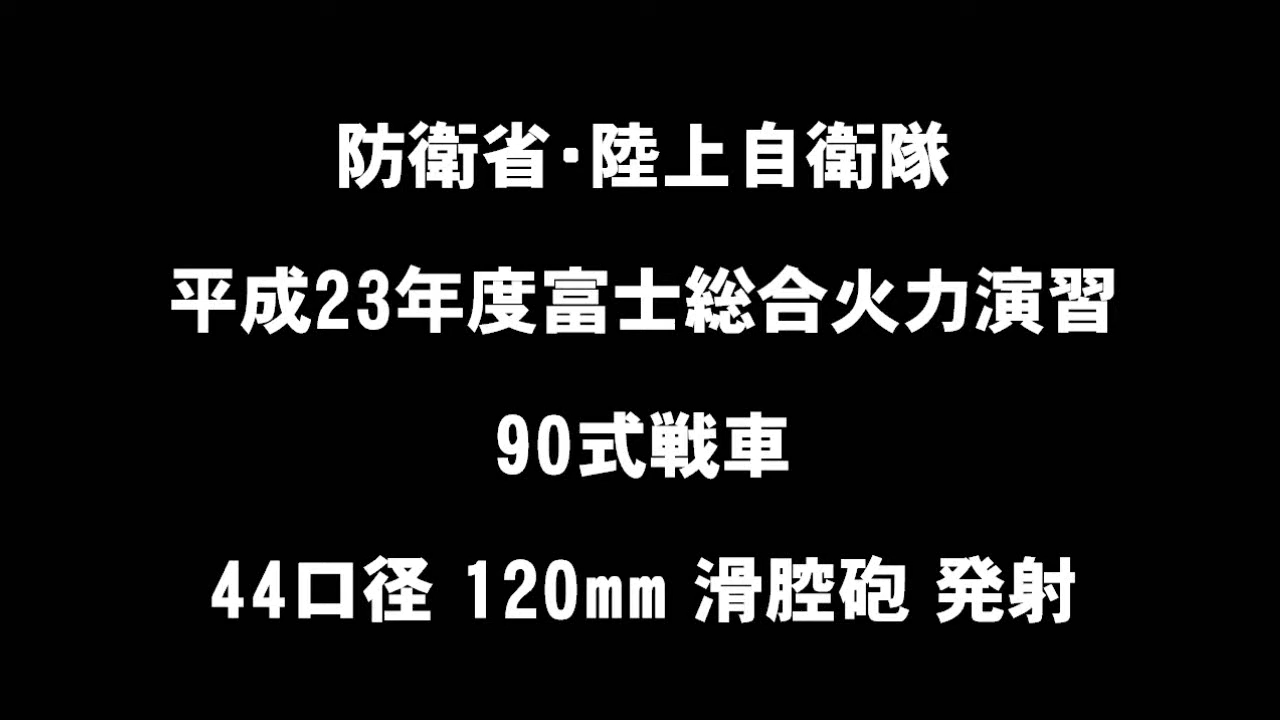 防衛省・陸上自衛隊
平成23年度富士総合火力演習
90式戦車
44口径 120mm 滑腔砲 発射